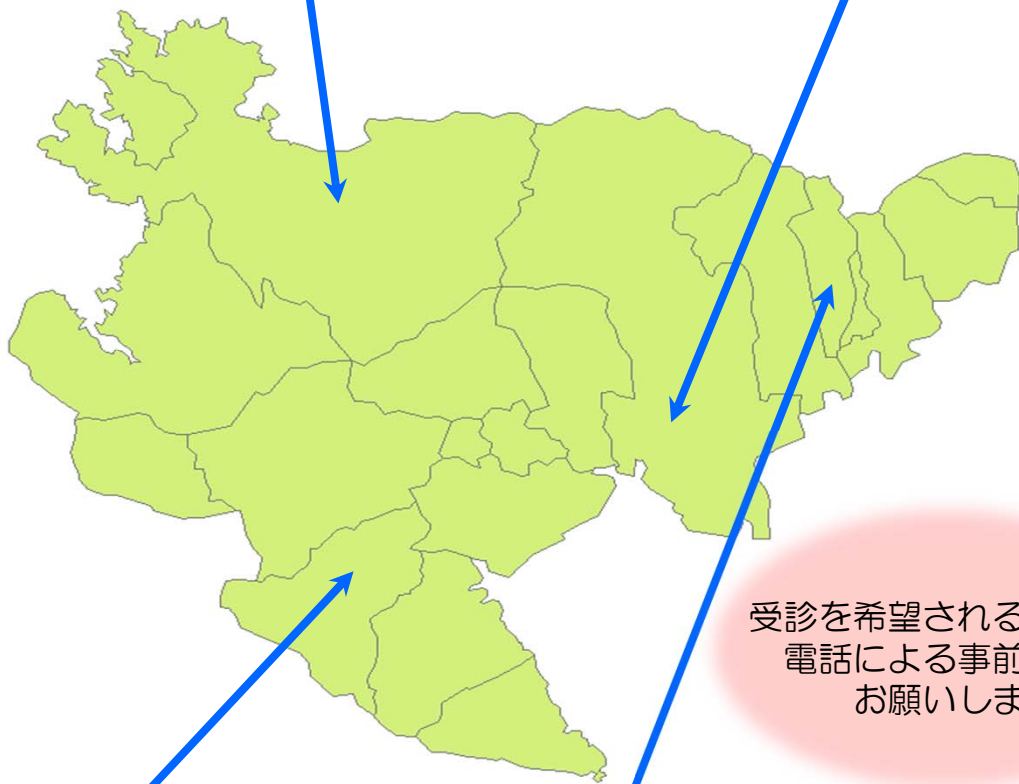 受診を希望される
電話による事前
お願いしま